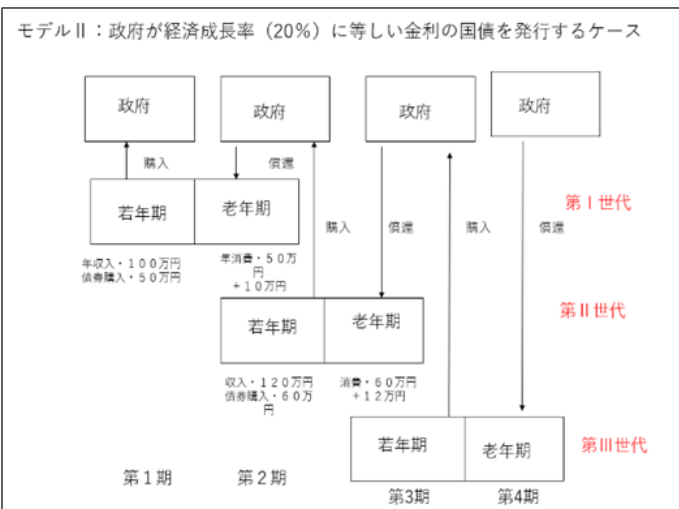 モデルⅡ：政府が経済成長率（20%）に等しい金利の国債を発行するケース
政府
政府
政府
政府
購入
償還
若年期
老年期
第Ⅰ世代
購入
償還
購入
償還
年収入・１００万円
債券購入・５０万円
年消費・５０万
円
＋１０万円
若年期
老年期
第Ⅱ世代
収入・１２０万円
債券購入・６０万
円
消費・６０万円
＋１２万円
若年期
老年期
第Ⅲ世代
第１期
第２期
第3期
第4期